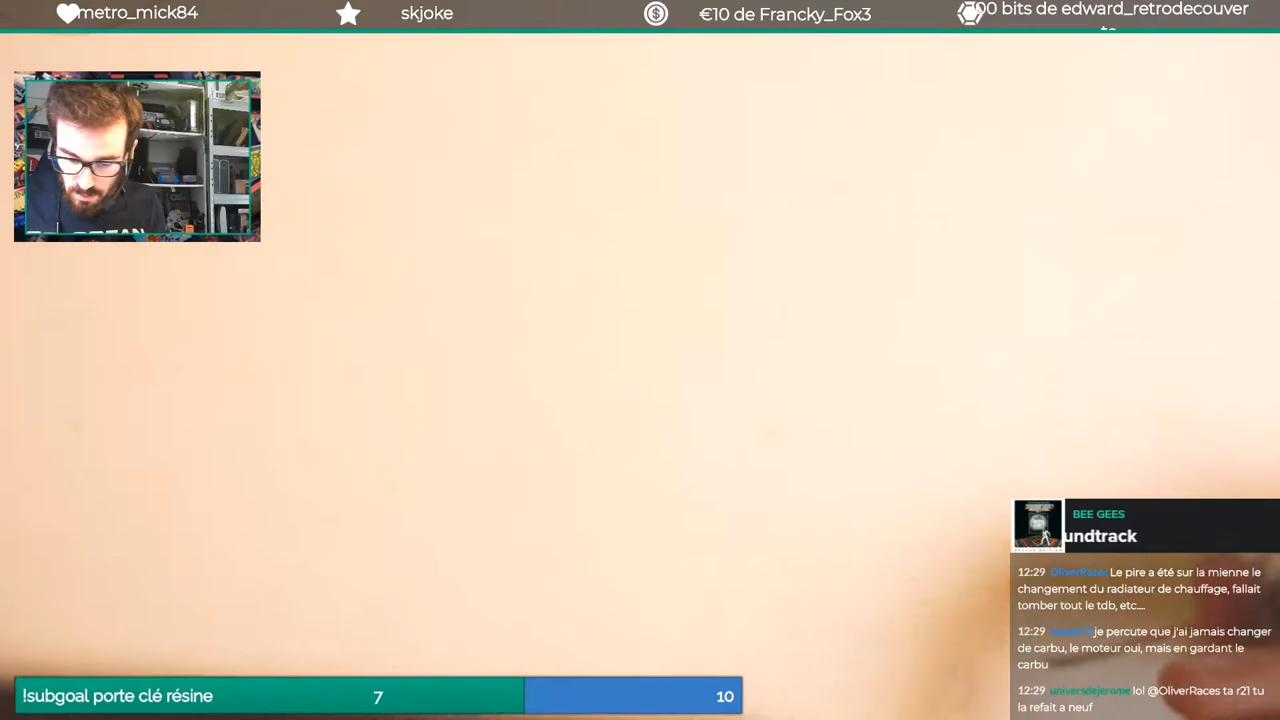 metro_mick84
skjoke
€10 de Francky_Fox3
700 bits de edward_retrodecouver
BEE GEES
undtrack
12:29 OliverRaces Le pire a été sur la mienne le
changement du radiateur de chauffage, fallait
tomber tout le tdb, etc....
12:29 je percute que j'ai jamais changer
de carbu, le moteur oui, mais en gardant le
carbu
12:29 universdejerome lol @OliverRaces ta r21 tu
la refait a neuf
!subgoal porte clé résine 7 10